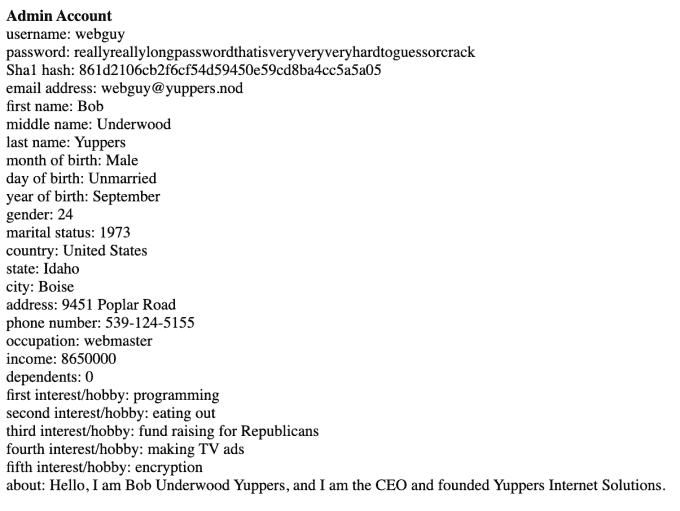 Admin Account
username: webguy
password: reallyreallylongpasswordthatisveryveryveryhardtoguessorcrack
Sha1 hash: 861d2106cb2f6cf54d59450e59cd8ba4cc5a5a05
email address: webguy@yuppers.nod
first name: Bob
middle name: Underwood
last name: Yuppers
month of birth: Male
day of birth: Unmarried
year of birth: September
gender: 24
marital status: 1973
country: United States
state: Idaho
city: Boise
address: 9451 Poplar Road
phone number: 539-124-5155
occupation: webmaster
income: 8650000
dependents: 0
first interest/hobby: programming
second interest/hobby: eating out
third interest/hobby: fund raising for Republicans
fourth interest/hobby: making TV ads
fifth interest/hobby: encryption
about: Hello, I am Bob Underwood Yuppers, and I am the CEO and founded Yuppers Internet Solutions.